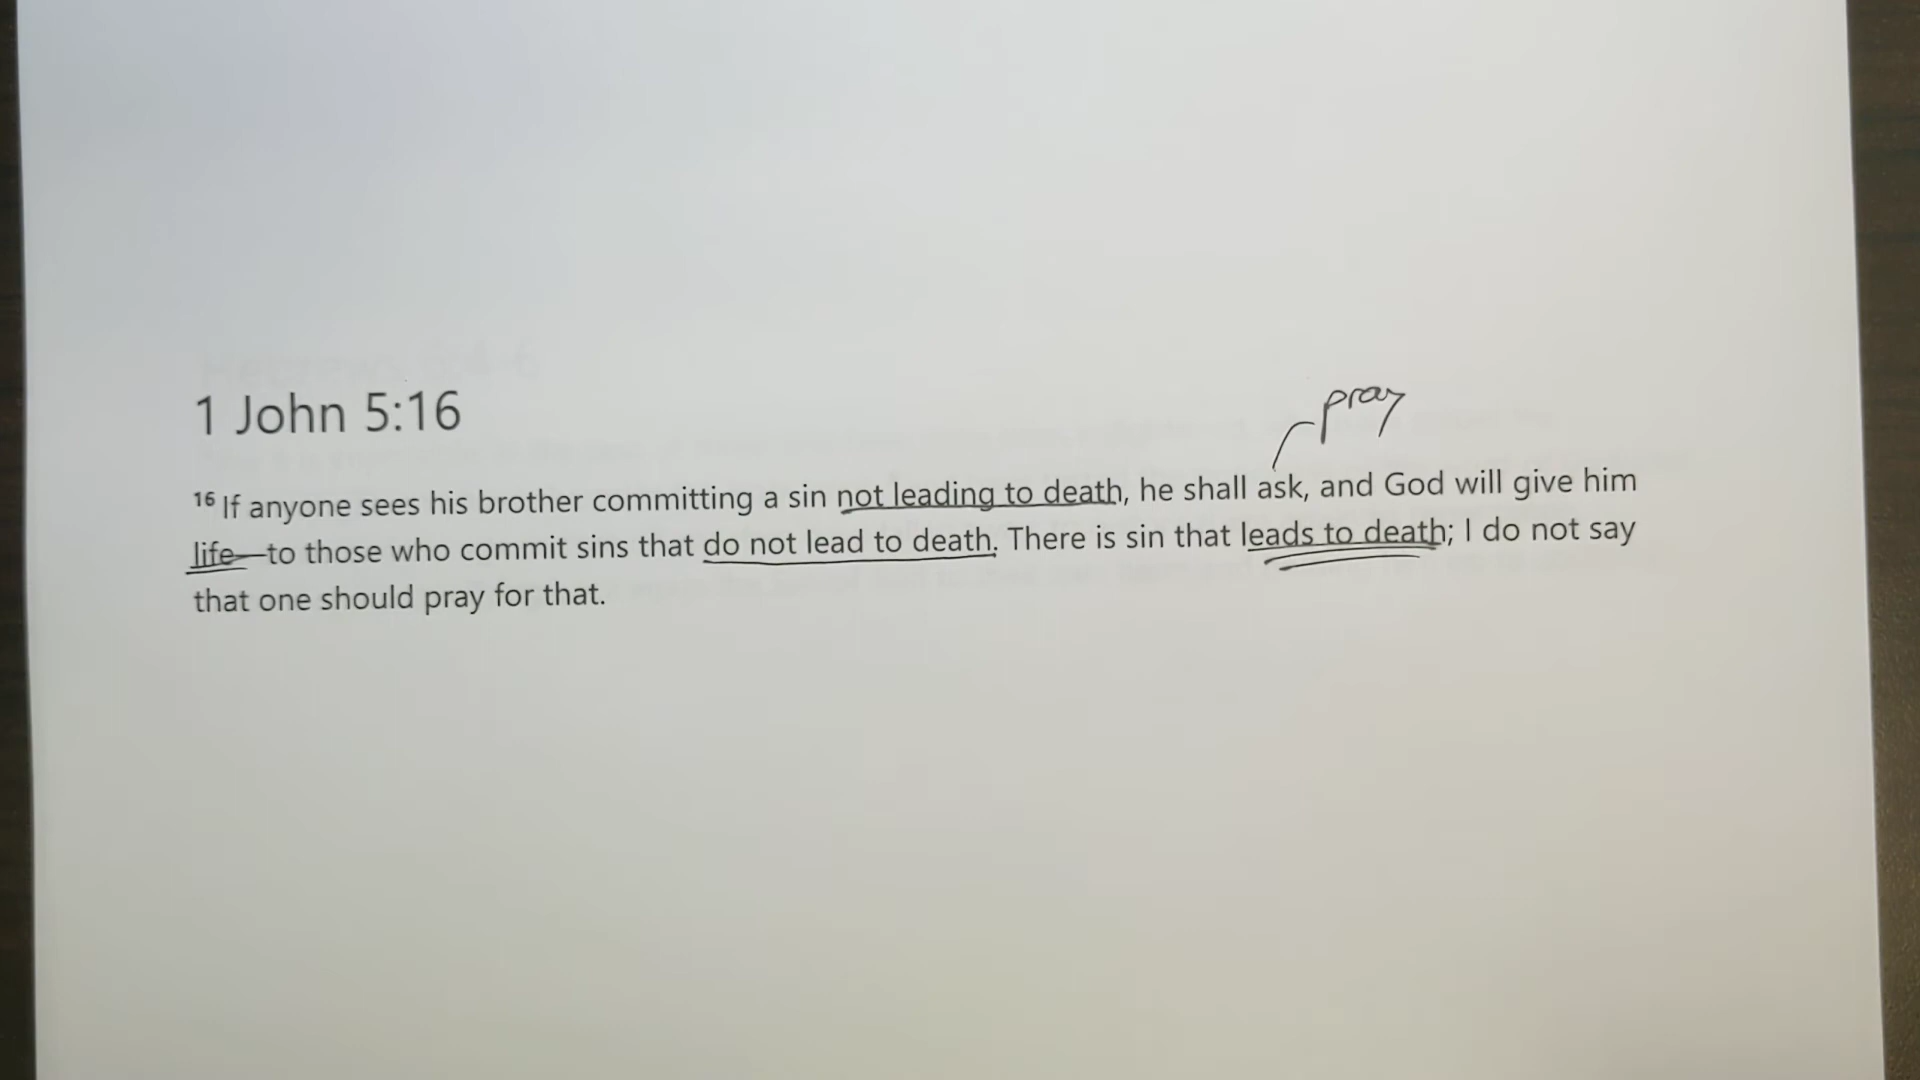 1 John 5:16
pray
16 If anyone sees his brother committing a sin not leading to death, he shall ask, and God will give him
life—to those who commit sins that do not lead to death. There is sin that leads to death; I do not say
that one should pray for that.